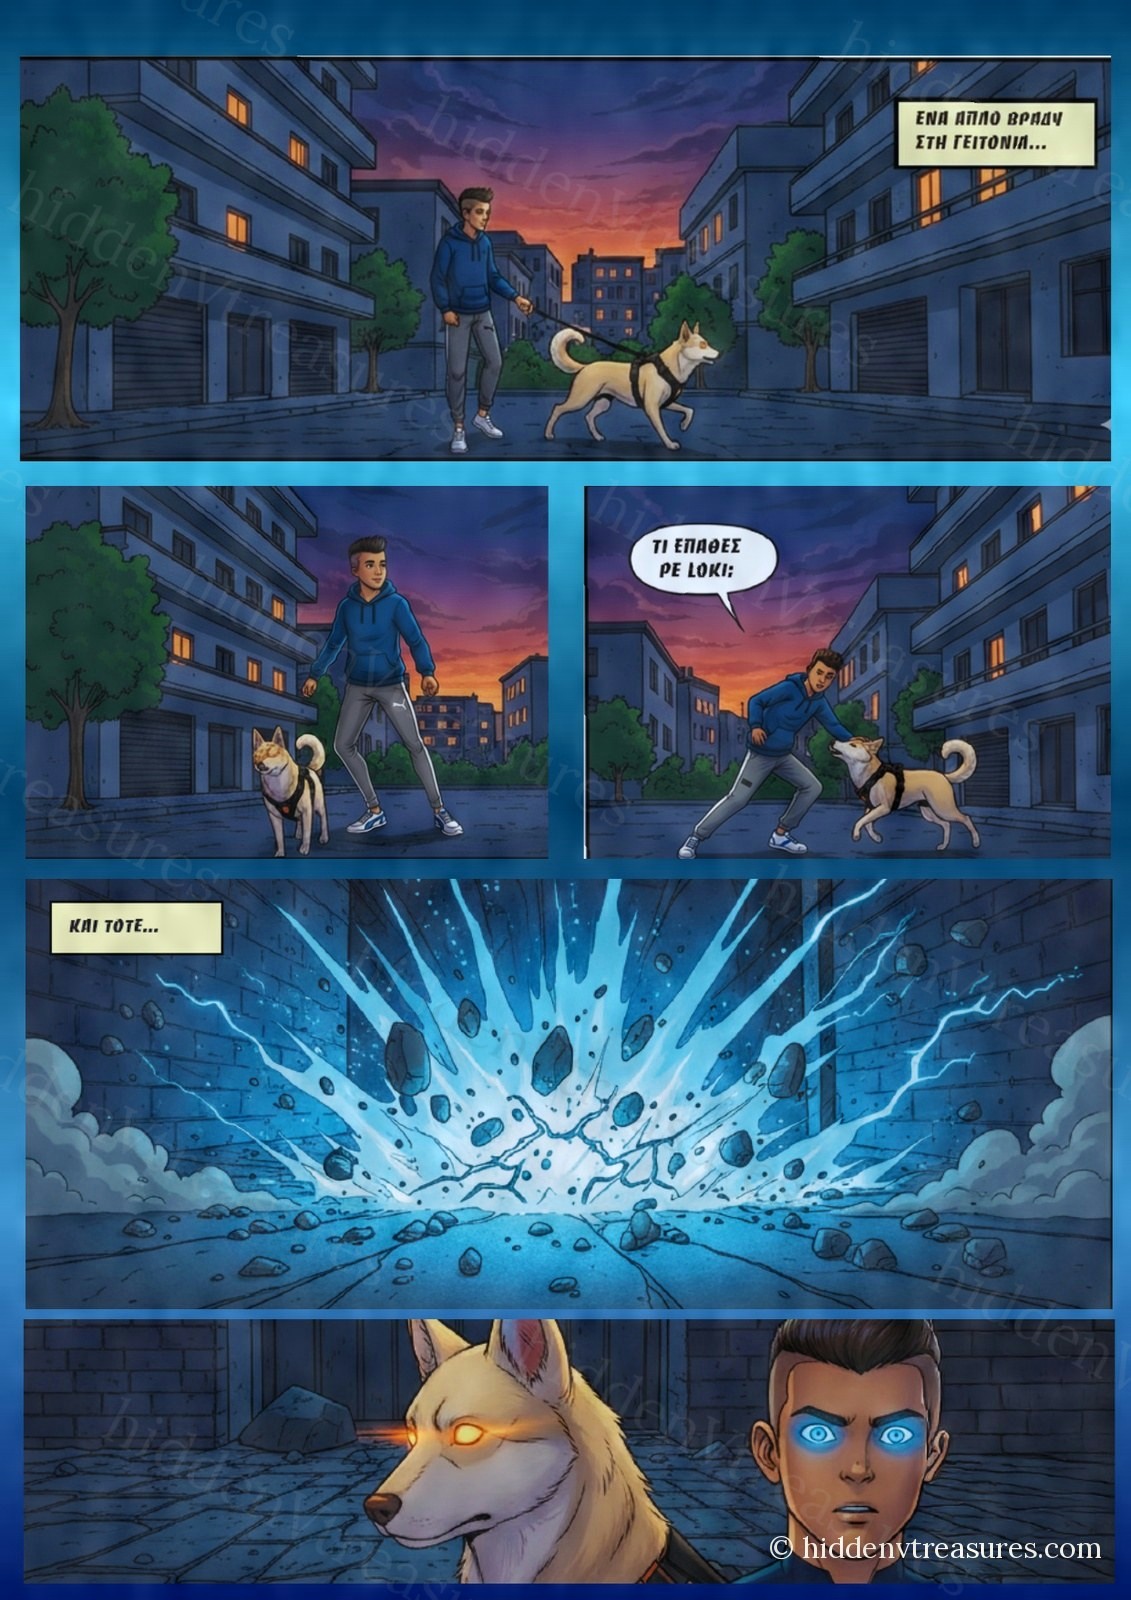 ΕΝΑ ΑΠΛΟ ΒΡΑΔΥ
ΣΤΗ ΓΕΙΤΟΝΙΑ...
ΤΙ ΕΠΑΘΕΣ
ΡΕ LOKI;
ΚΑΙ ΤΟΤΕ...
© hiddenvtreasures.com